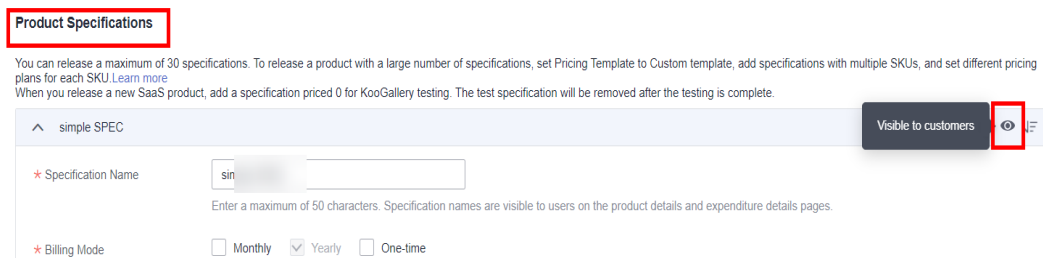 Product Specifications
You can release a maximum of 30 specifications. To release a product with a large number of specifications, set Pricing Template to Custom template, add specifications with multiple SKUs, and set different pricing
plans for each SKU.Learn more
When you release a new SaaS product, add a specification priced 0 for KooGallery testing. The test specification will be removed after the testing is complete.
simple SPEC
Visible to customers
* Specification Name
Enter a maximum of 50 characters. Specification names are visible to users on the product details and expenditure details pages.
* Billing Mode Monthly Yearly One-time